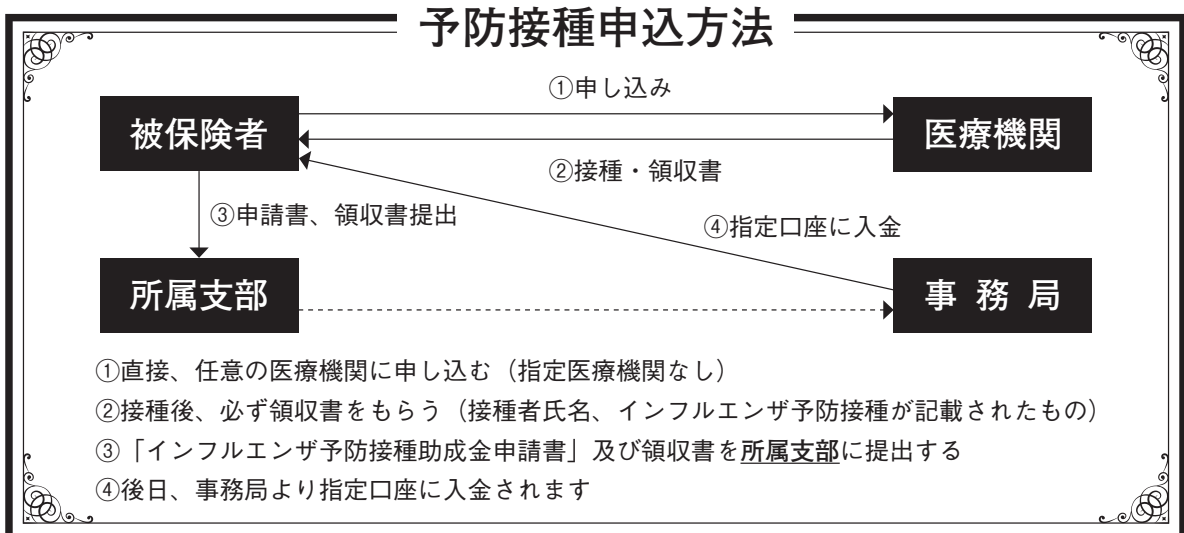 予防接種申込方法
①申し込み
被保険者
医療機関
②接種・領収書
③申請書、領収書提出
④指定口座に入金
所属支部
事務局
①直接、任意の医療機関に申し込む（指定医療機関なし）
②接種後、必ず領収書をもらう（接種者氏名、インフルエンザ予防接種が記載されたもの）
③「インフルエンザ予防接種助成金申請書」及び領収書を所属支部に提出する
④後日、事務局より指定口座に入金されます